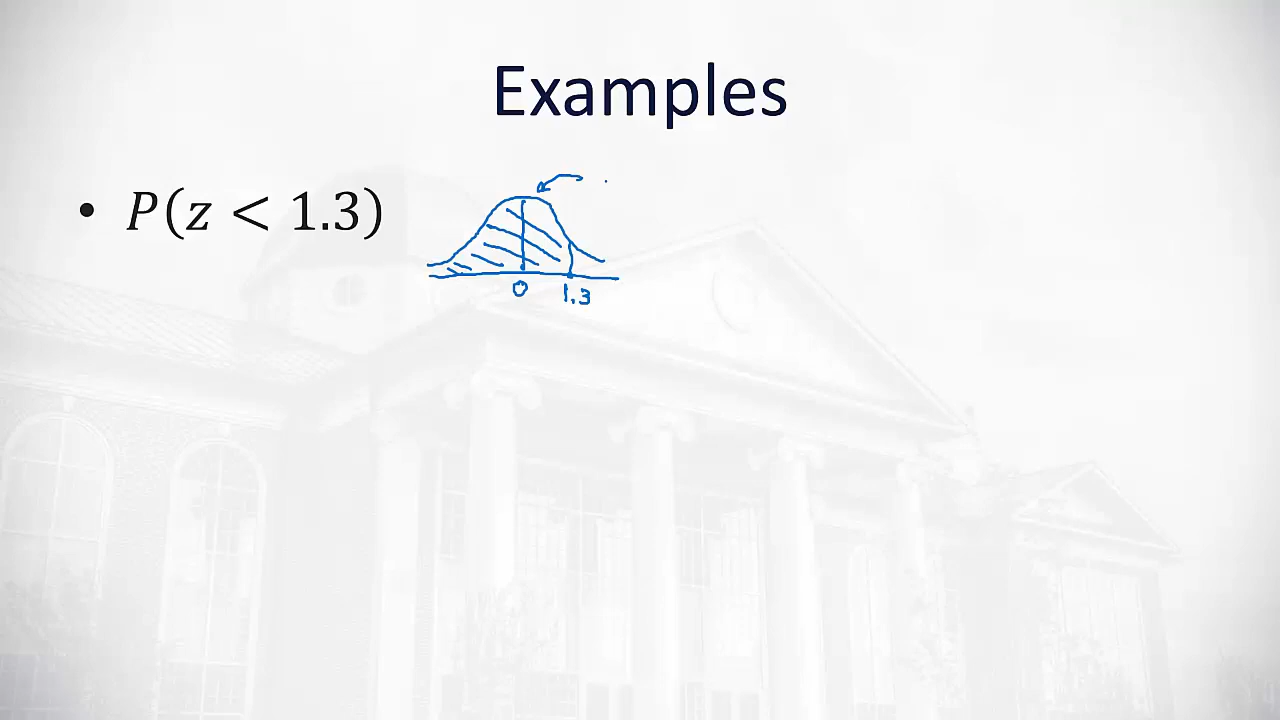 Examples
• P(z < 1.3)
0 1.3